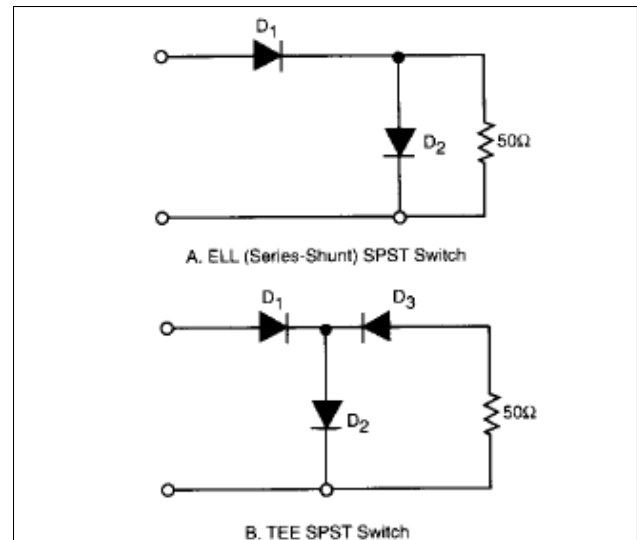 D1
D2
50Ω
A. ELL (Series-Shunt) SPST Switch
D1
D3
D2
50Ω
B. TEE SPST Switch